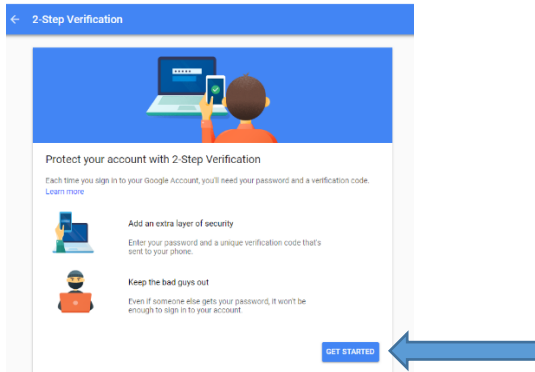 2-Step Verification
Protect your account with 2-Step Verification
Each time you sign in to your Google Account, you'll need your password and a verification code.
Learn more
Add an extra layer of security
Enter your password and a unique verification code that's
sent to your phone.
Keep the bad guys out
Even if someone else gets your password, it won't be
enough to sign in to your account.
GET STARTED